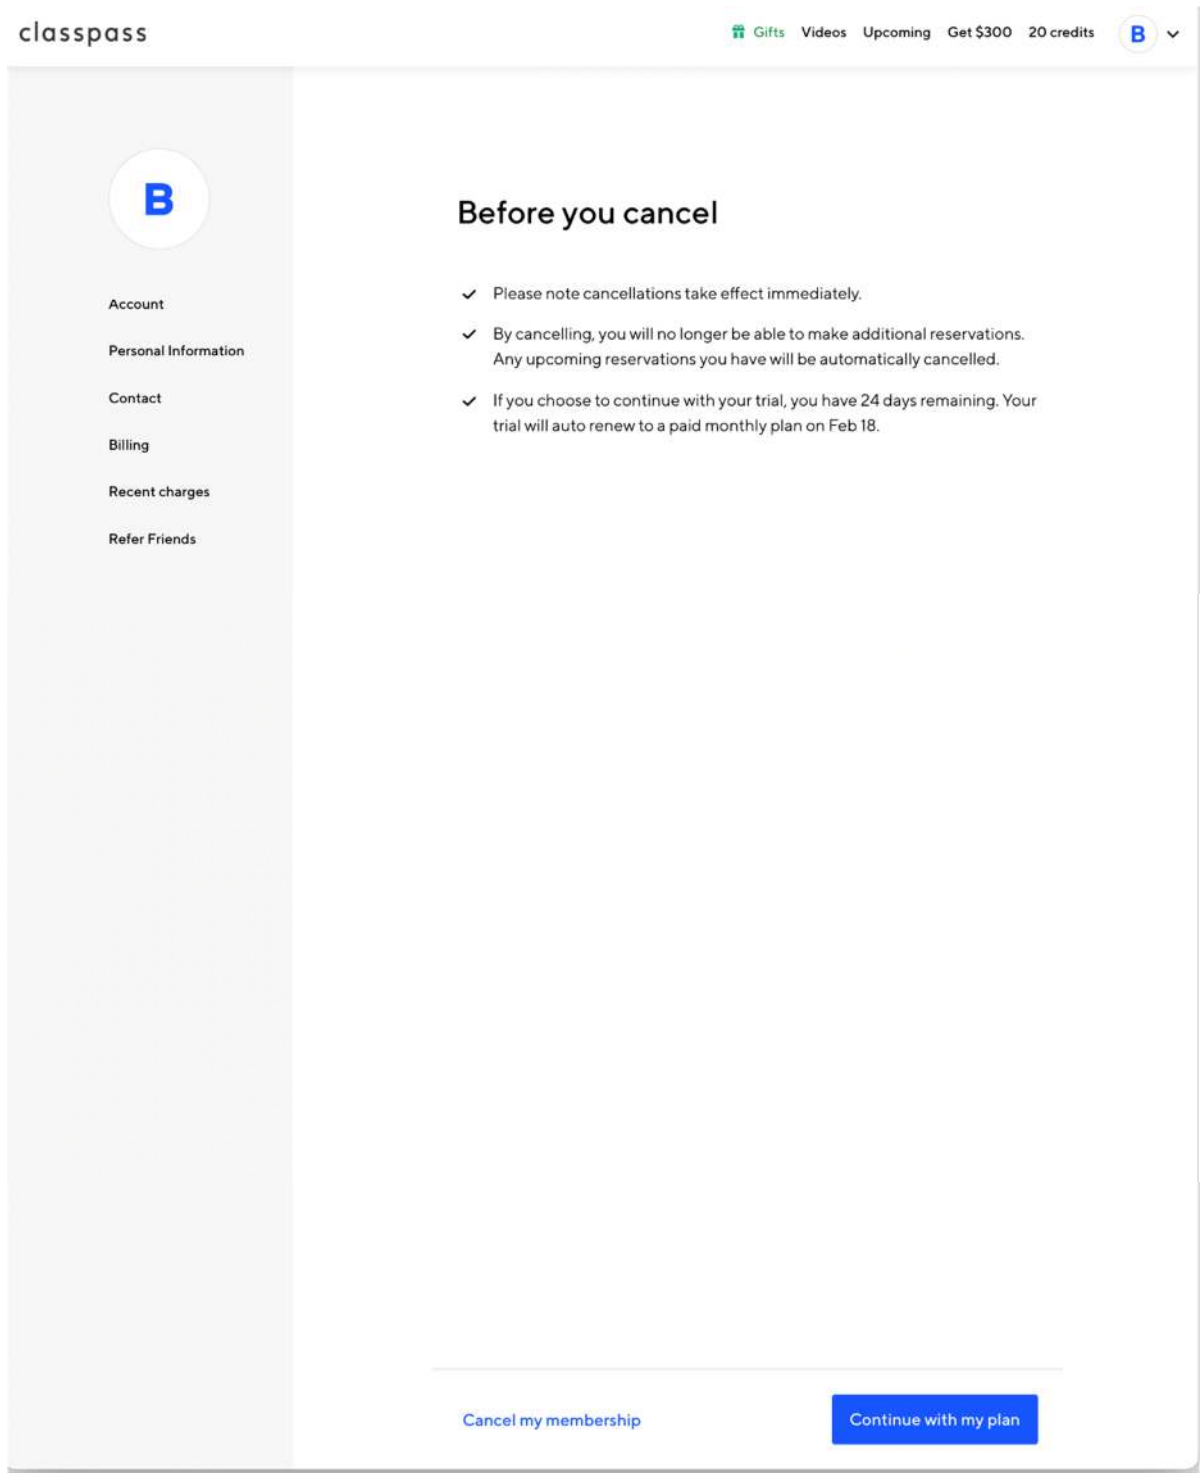 classpass
Gifts Videos Upcoming Get $300 20 credits B
B
Account
Personal Information
Contact
Billing
Recent charges
Refer Friends
Before you cancel
Please note cancellations take effect immediately.
By cancelling, you will no longer be able to make additional reservations.
Any upcoming reservations you have will be automatically cancelled.
If you choose to continue with your trial, you have 24 days remaining. Your
trial will auto renew to a paid monthly plan on Feb 18.
Cancel my membership
Continue with my plan